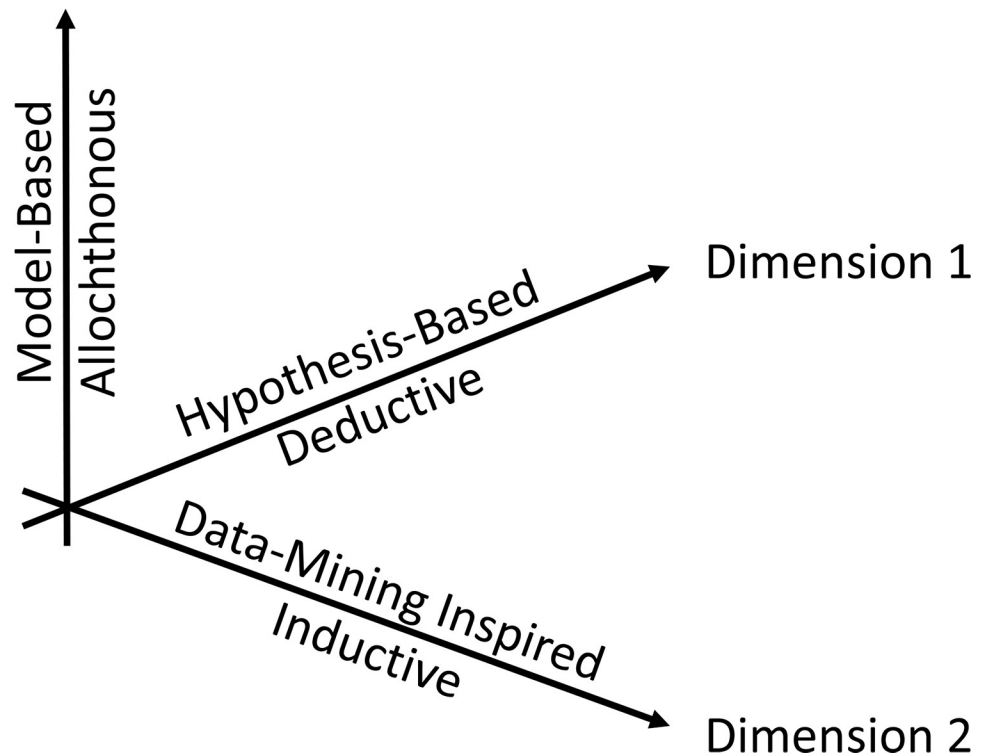 Model-Based
Allochthonous
Hypothesis-Based
Deductive
Dimension 1
Data-Mining Inspired
Inductive
Dimension 2